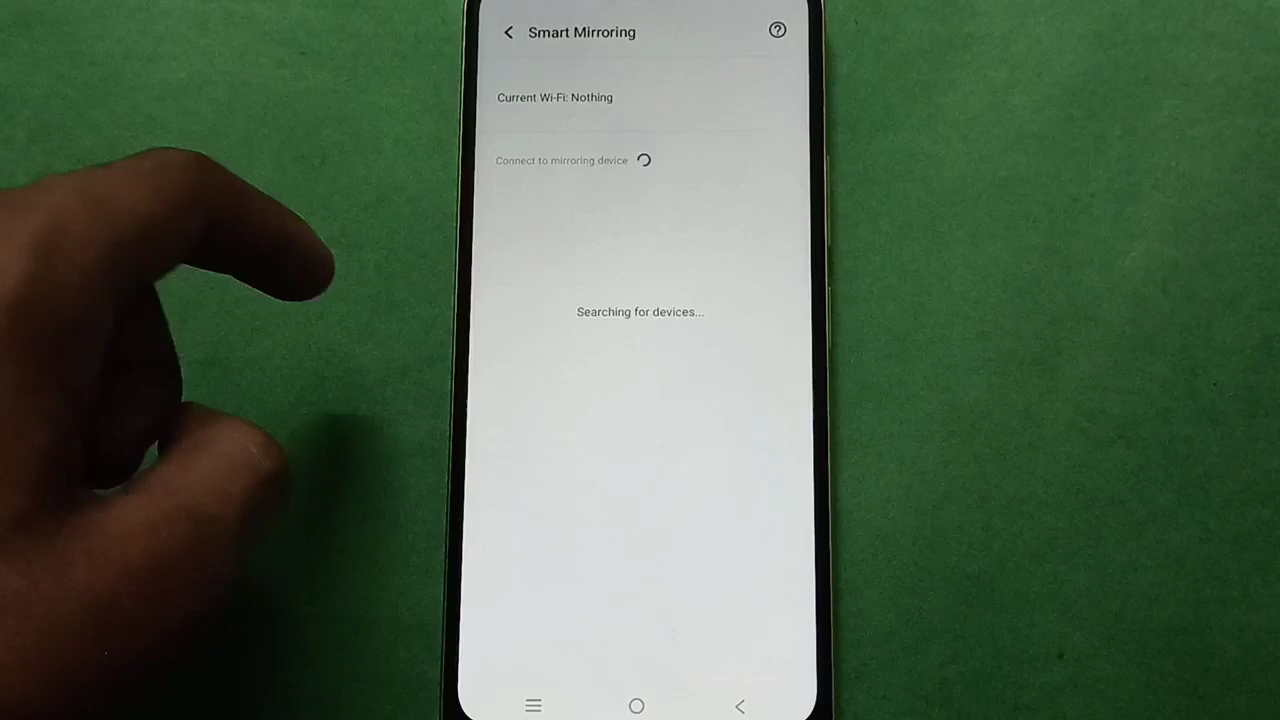 Smart Mirroring
Current Wi-Fi: Nothing
Connect to mirroring device
Searching for devices...